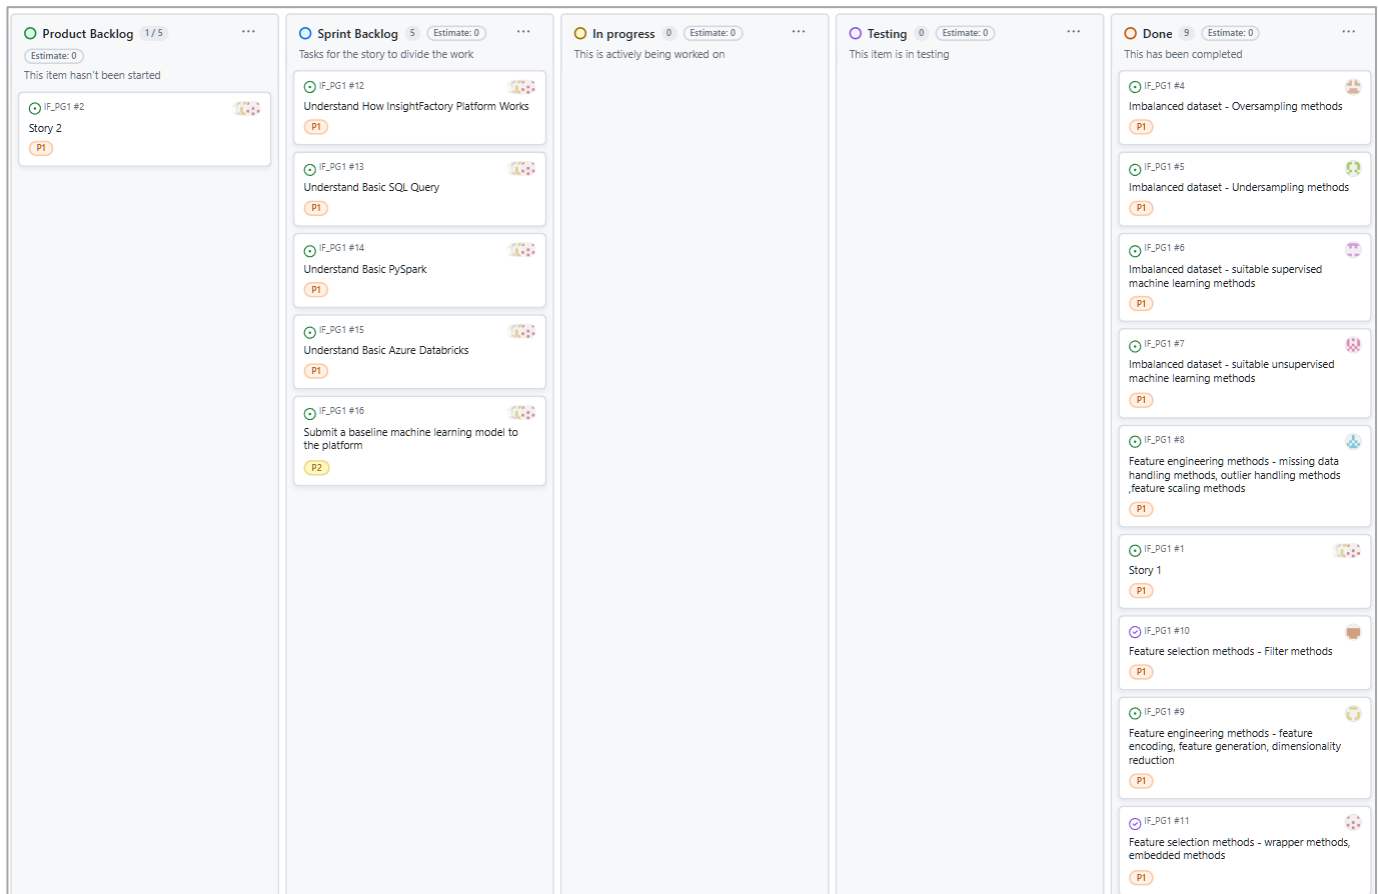 Product Backlog 1 / 5 ...
Estimate: 0
This item hasn't been started
IF_PG1 #2
Story 2
P1
Sprint Backlog 5 Estimate: 0 ...
Tasks for the story to divide the work
IF_PG1 #12
Understand How InsightFactory Platform Works
P1
IF_PG1 #13
Understand Basic SQL Query
P1
IF_PG1 #14
Understand Basic PySpark
P1
IF_PG1 #15
Understand Basic Azure Databricks
P1
IF_PG1 #16
Submit a baseline machine learning model to
the platform
P2
In progress 0 Estimate: 0 ...
This is actively being worked on
Testing 0 Estimate: 0 ...
This item is in testing
Done 9 Estimate: 0 ...
This has been completed
IF_PG1 #4
Imbalanced dataset - Oversampling methods
P1
IF_PG1 #5
Imbalanced dataset - Undersampling methods
P1
IF_PG1 #6
Imbalanced dataset - suitable supervised
machine learning methods
P1
IF_PG1 #7
Imbalanced dataset - suitable unsupervised
machine learning methods
P1
IF_PG1 #8
Feature engineering methods - missing data
handling methods, outlier handling methods
,feature scaling methods
P1
IF_PG1 #1
Story 1
P1
IF_PG1 #10
Feature selection methods - Filter methods
P1
IF_PG1 #9
Feature engineering methods - feature
encoding, feature generation, dimensionality
reduction
P1
IF_PG1 #11
Feature selection methods - wrapper methods,
embedded methods
P1